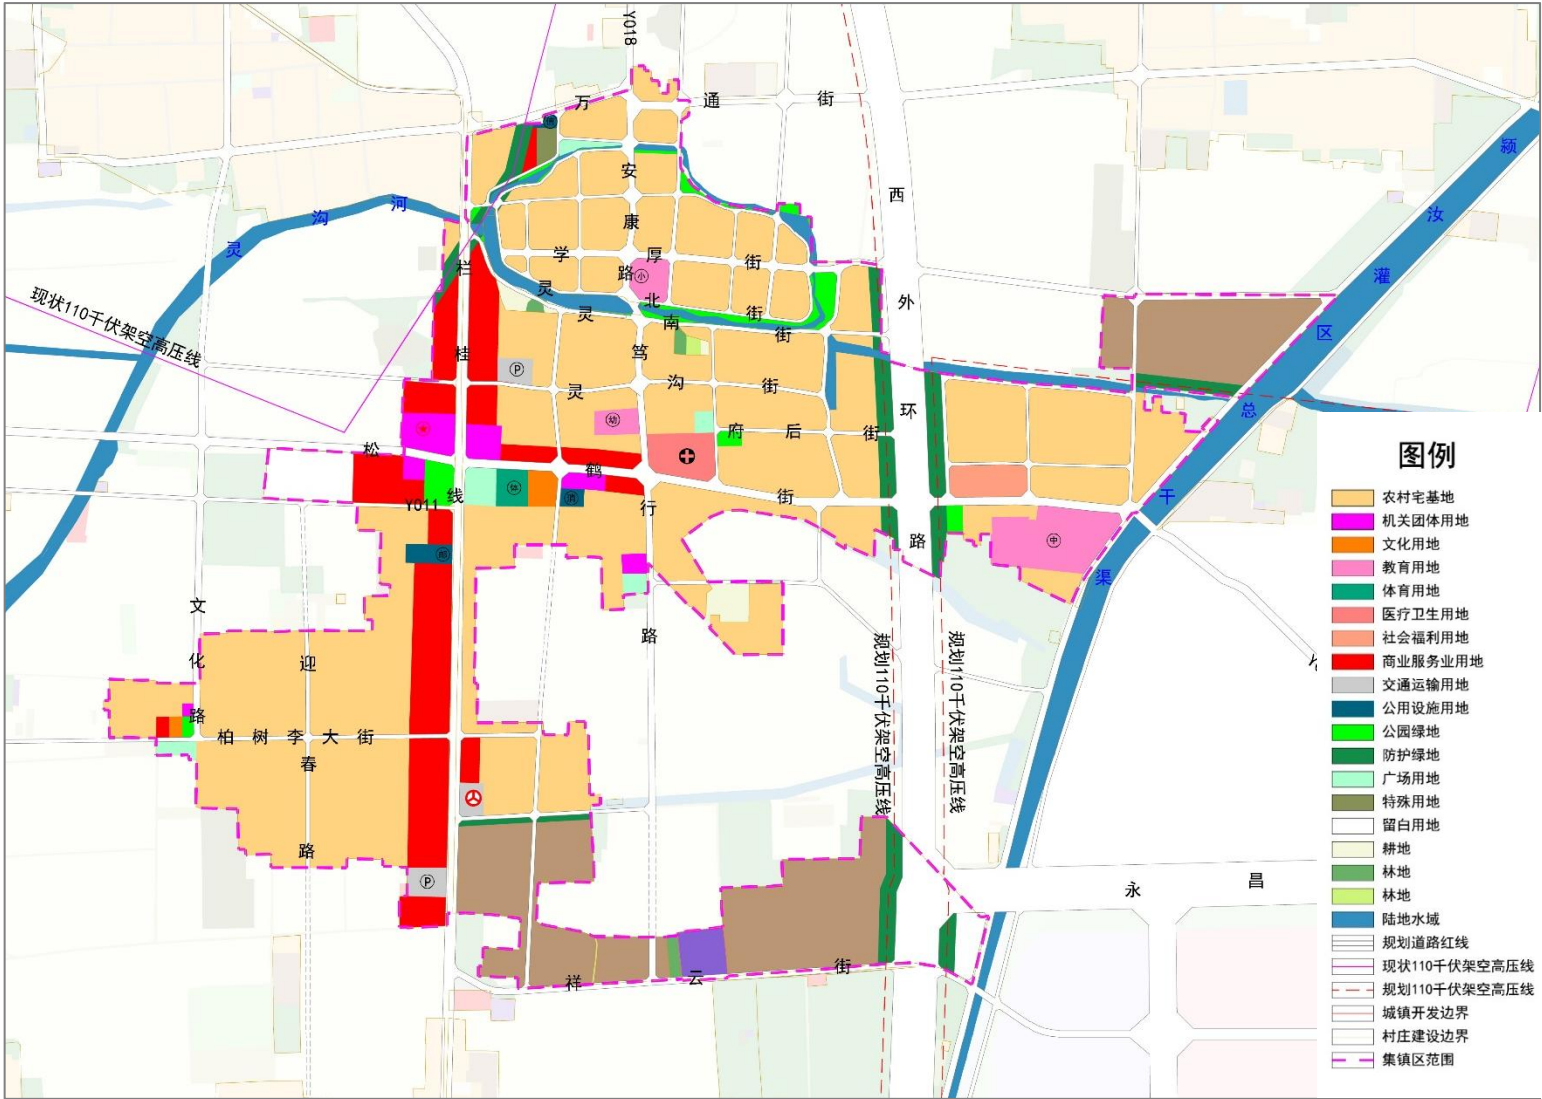 Y018
万通街
安康路
西外环路
颍汝灌区总干渠
灵沟河
学厚街
灵北街
灵南街
现状110千伏架空高压线
栏桂线
笃行路
灵沟街
府后街
松鹤街
Y011
P
小
幼
体
消
邮
中
文化路
迎春路
柏树李大街
规划110千伏架空高压线
规划110千伏架空高压线
P
永昌
祥云街
图例
农村宅基地
机关团体用地
文化用地
教育用地
体育用地
医疗卫生用地
社会福利用地
商业服务业用地
交通运输用地
公用设施用地
公园绿地
防护绿地
广场用地
特殊用地
留白用地
耕地
林地
林地
陆地水域
规划道路红线
现状110千伏架空高压线
规划110千伏架空高压线
城镇开发边界
村庄建设边界
集镇区范围